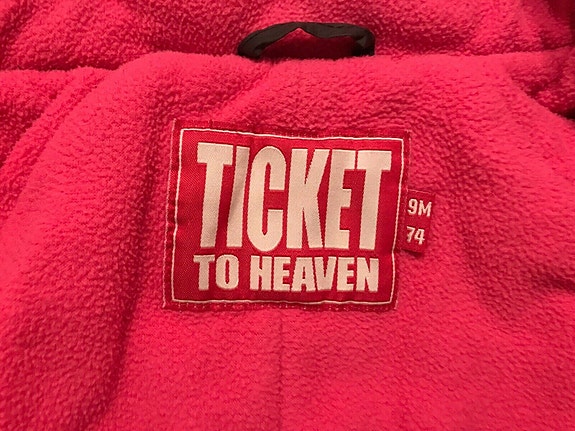 TICKET
TO HEAVEN
9M
74